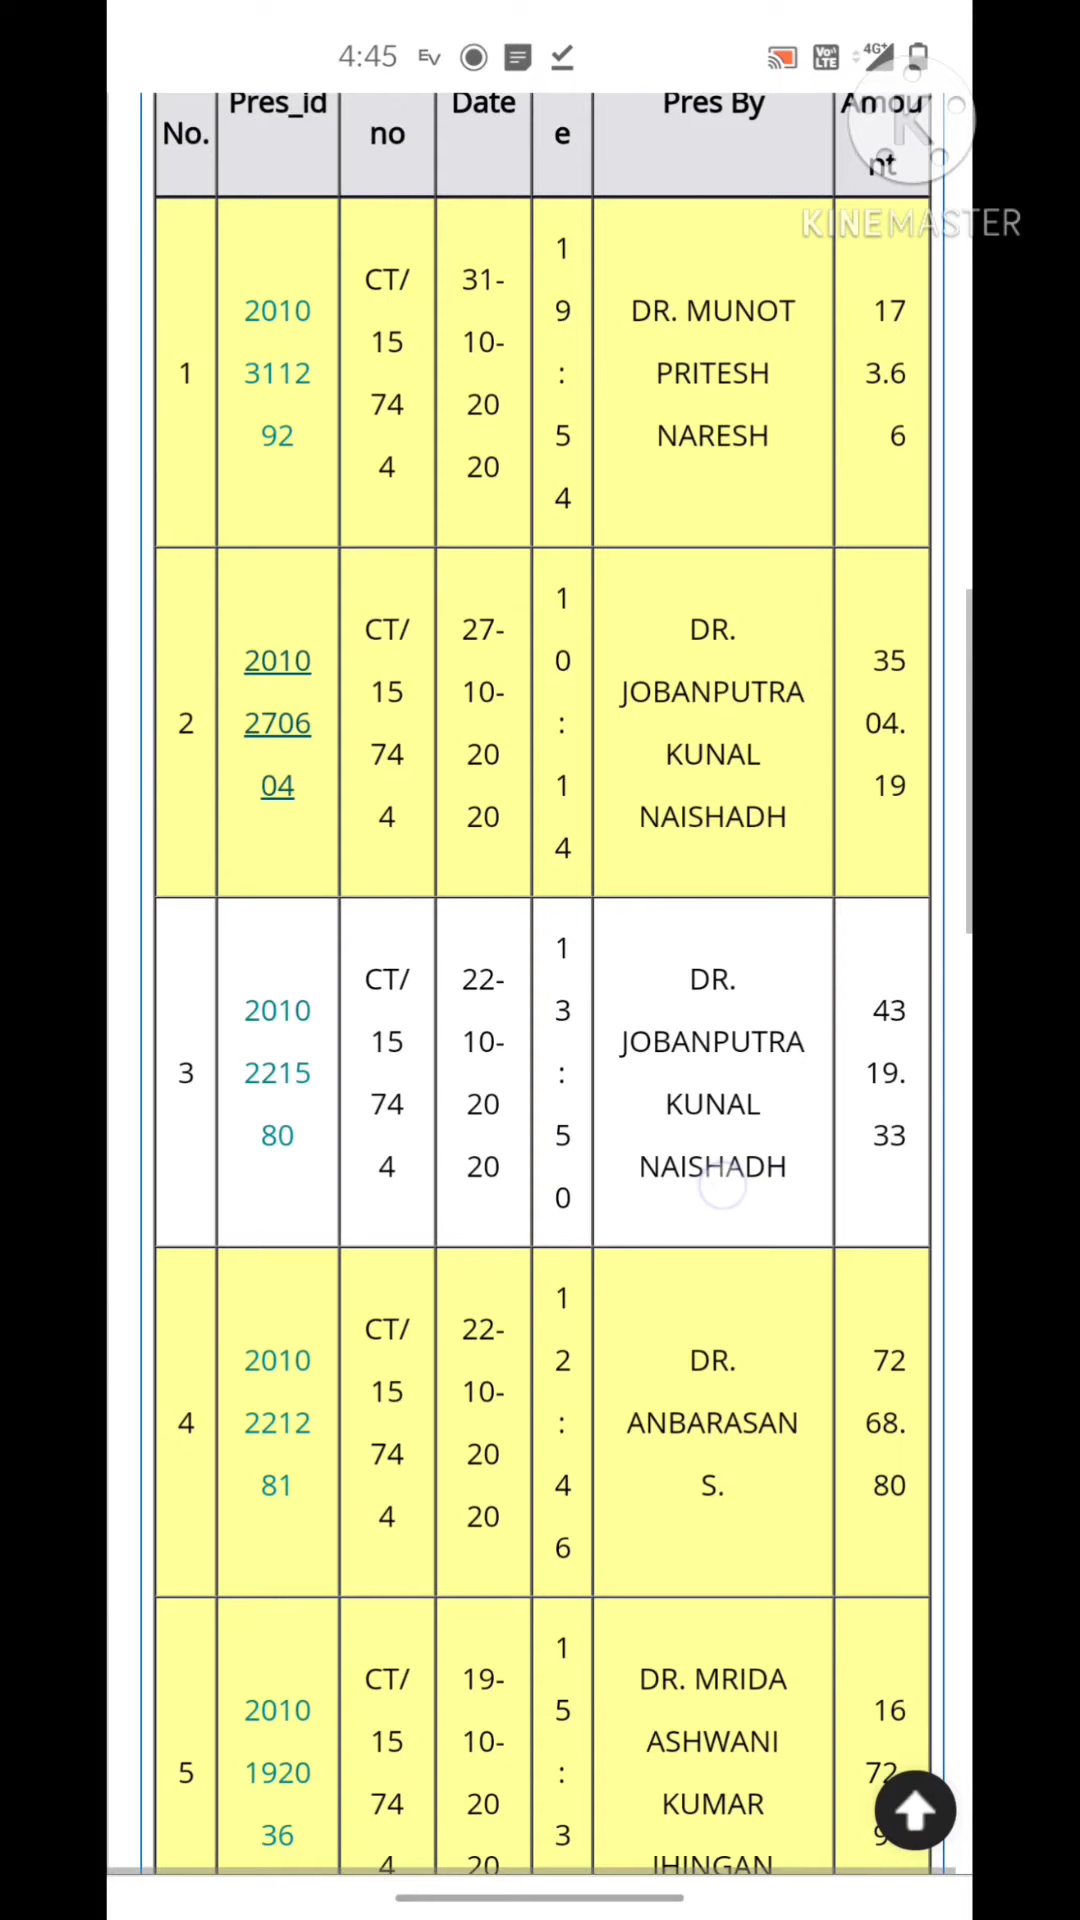 4:45
Vo))
LTE
4G+
K
KINEMASTER
No.
Pres_id
no
Date
e
Pres By
Amou
nt
1
2010
3112
92
CT/
15
74
4
31-
10-
20
20
1
9
:
5
4
DR. MUNOT
PRITESH
NARESH
17
3.6
6
2
2010
2706
04
CT/
15
74
4
27-
10-
20
20
1
0
:
1
4
DR.
JOBANPUTRA
KUNAL
NAISHADH
35
04.
19
3
2010
2215
80
CT/
15
74
4
22-
10-
20
20
1
3
:
5
0
DR.
JOBANPUTRA
KUNAL
NAISHADH
43
19.
33
4
2010
2212
81
CT/
15
74
4
22-
10-
20
20
1
2
:
4
6
DR.
ANBARASAN
S.
72
68.
80
5
2010
1920
36
CT/
15
74
4
19-
10-
20
20
1
5
:
3
DR. MRIDA
ASHWANI
KUMAR
JHINGAN
16
72